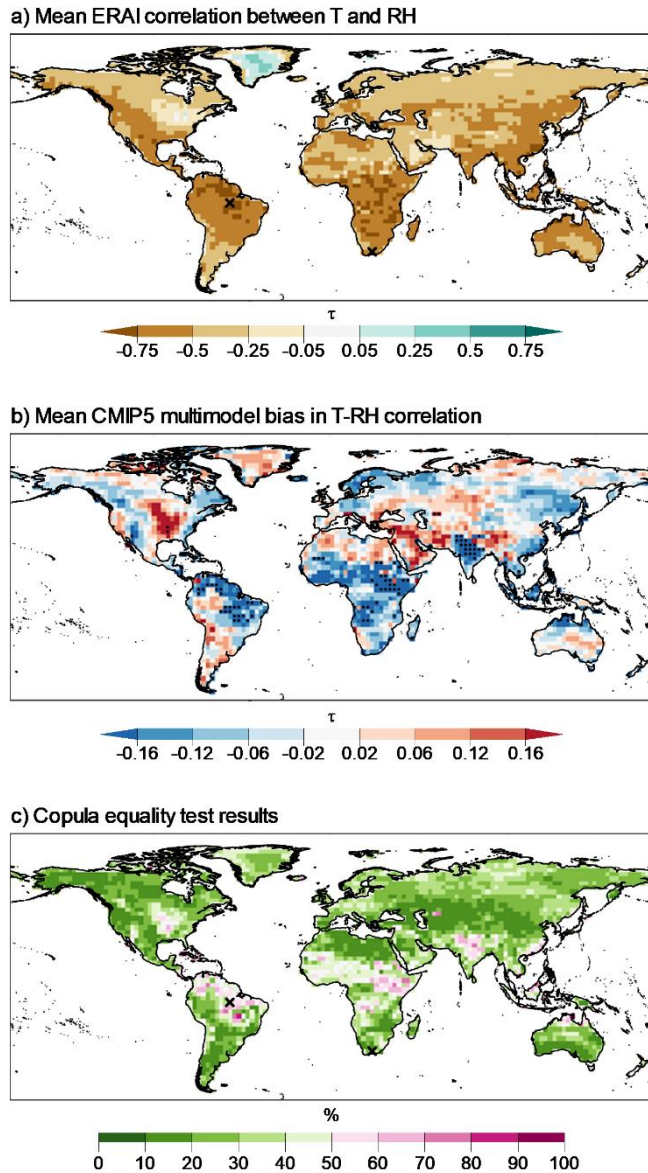 a) Mean ERAI correlation between T and RH
τ
-0.75 -0.5 -0.25 -0.05 0.05 0.25 0.5 0.75
b) Mean CMIP5 multimodel bias in T-RH correlation
τ
-0.16 -0.12 -0.06 -0.02 0.02 0.06 0.12 0.16
c) Copula equality test results
%
0 10 20 30 40 50 60 70 80 90 100